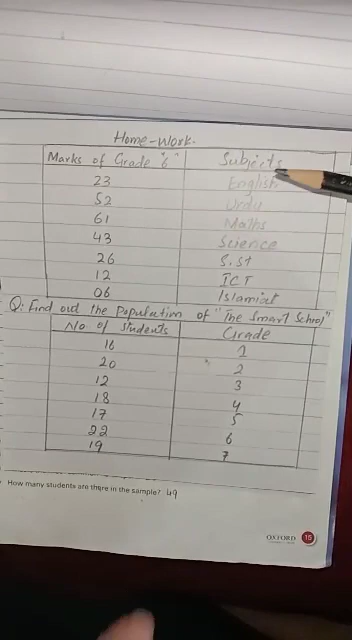 Home-Work.
Marks of Grade "6" Subjects
23 English
52 Urdu
61 Maths
43 Science
26 S.St
12 ICT
06 Islamiat
Q: Find out the Population of "The Smart School"
No of Students Grade
16 1
20 2
12 3
18 4
17 5
22 6
19 7
How many students are there in the sample? 49
OXFORD 15